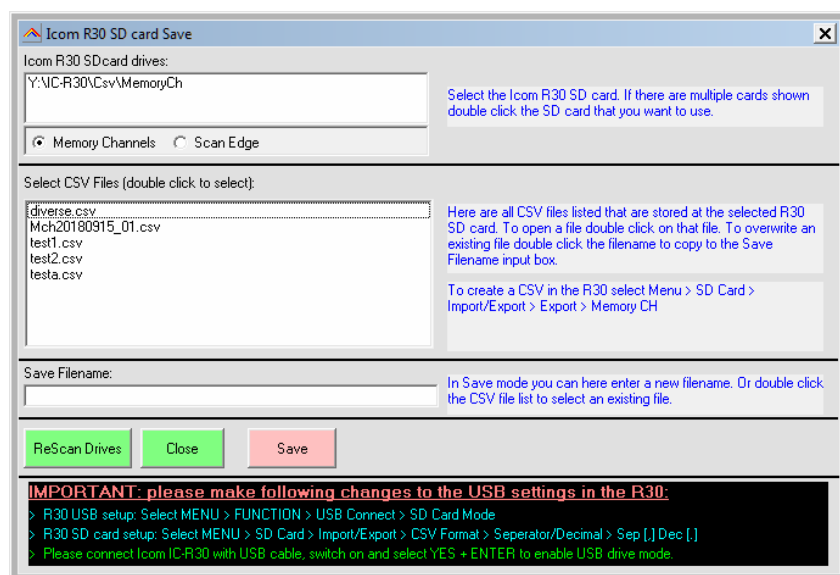 Icom R30 SD card Save
Icom R30 SDcard drives:
Y:\IC-R30\Csv\MemoryCh
Select the Icom R30 SD card. If there are multiple cards shown
double click the SD card that you want to use.
Memory Channels Scan Edge
Select CSV Files (double click to select):
diverse.csv
Mch20180915_01.csv
test1.csv
test2.csv
testa.csv
Here are all CSV files listed that are stored at the selected R30
SD card. To open a file double click on that file. To overwrite an
existing file double click the filename to copy to the Save
Filename input box.
To create a CSV in the R30 select Menu > SD Card >
Import/Export > Export > Memory CH
Save Filename:
In Save mode you can here enter a new filename. Or double click
the CSV file list to select an existing file.
ReScan Drives Close Save
IMPORTANT: please make following changes to the USB settings in the R30:
> R30 USB setup: Select MENU > FUNCTION > USB Connect > SD Card Mode
> R30 SD card setup: Select MENU > SD Card > Import/Export > CSV Format > Seperator/Decimal > Sep [,] Dec [.]
> Please connect Icom IC-R30 with USB cable, switch on and select YES + ENTER to enable USB drive mode.